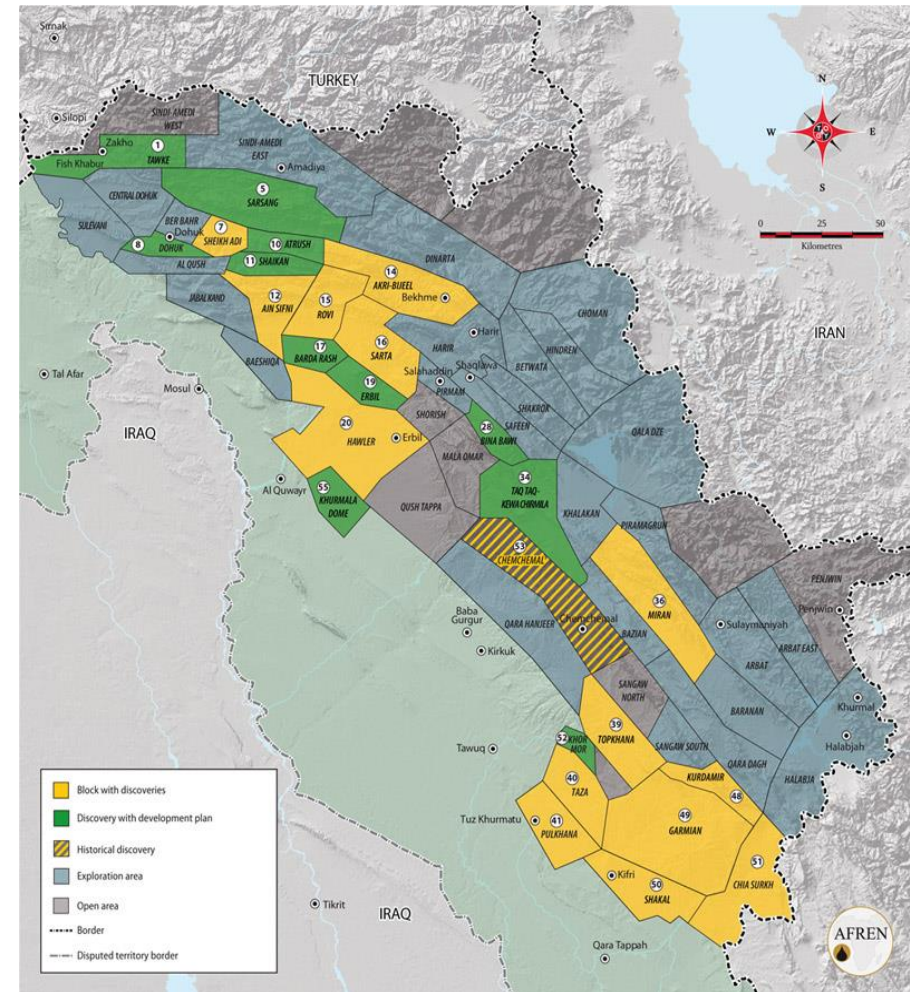 Sirnak
TURKEY
N
W
E
S
0 25 50
Kilometres
Silopi
SINDI-AMEDI
WEST
Zakho
1
TAWKE
Fish Khabur
SINDI-AMEDI
EAST
Amadiya
5
SARSANG
CENTRAL DOHUK
SULEVANI
BER BAHR
Dohuk
7
SHEIKH ADI
8
DOHUK
10
ATRUSH
11
SHAIKAN
AL QUSH
DINARTA
14
AKRI-BIJEEL
Bekhme
JABAL KAND
12
AIN SIFNI
15
ROVI
16
SARTA
CHOMAN
IRAN
Harir
HARIR
HINDREN
BETWATA
17
BARDA RASH
BAESHIQA
Tal Afar
Mosul
Salahaddin
Shaqlawa
PIRMAM
19
ERBIL
SHAKROK
SAFEEN
SHORISH
IRAQ
20
HAWLER
Erbil
28
BINA BAWI
MALA OMAR
QALA DZE
34
TAQ TAQ-
KEWA CHIRMILA
Al Quwayr
55
KHURMALA
DOME
QUSH TAPPA
KHALAKAN
PIRAMAGRUN
53
CHEMCHEMAL
PENJWIN
Penjwin
36
MIRAN
Baba
Gurgur
QARA HANJEER
Chemchemal
BAZIAN
Sulaymaniyah
Kirkuk
ARBAT EAST
ARBAT
SANGAW
NORTH
BARANAN
Khurmal
Halabjah
39
TOPKHANA
SANGAW SOUTH
QARA DAGH
HALABJA
Tawuq
52
KHOR
MOR
KURDAMIR
48
40
TAZA
49
GARMIAN
Tuz Khurmatu
41
PULKHANA
51
CHIA SURKH
Kifri
50
SHAKAL
Tikrit
IRAQ
Qara Tappah
AFREN
Block with discoveries
Discovery with development plan
Historical discovery
Exploration area
Open area
Border
Disputed territory border